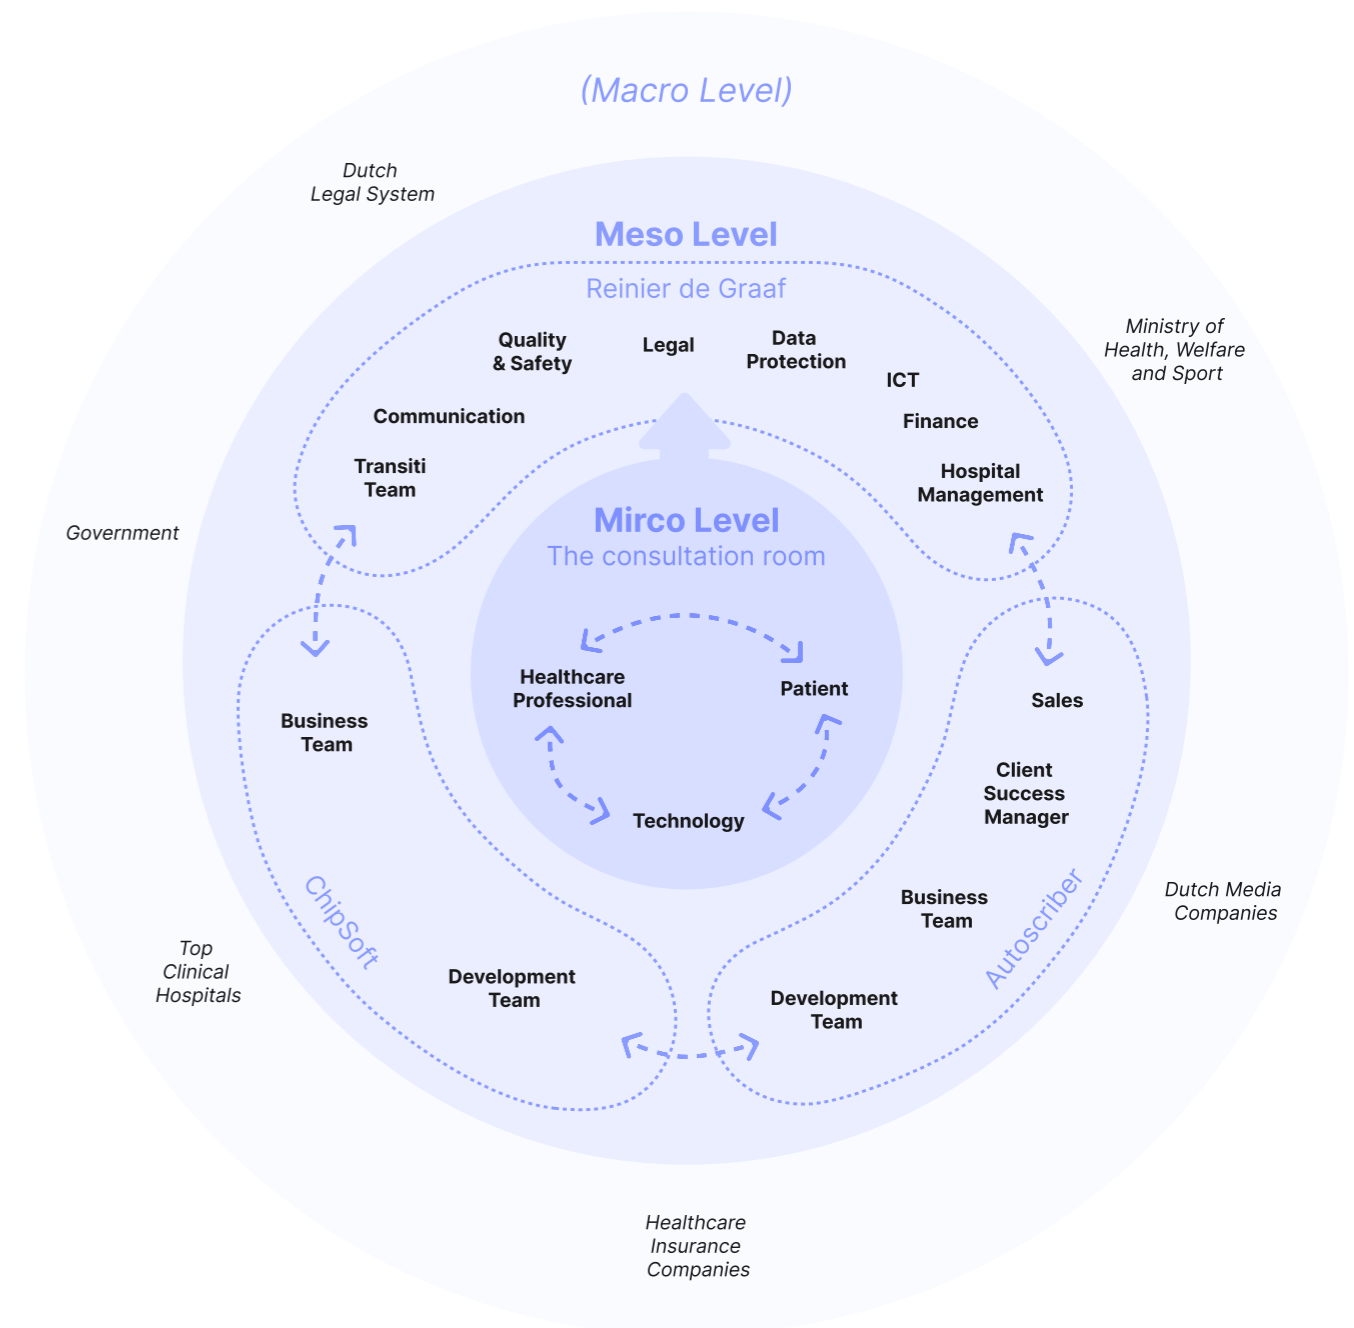 (Macro Level)
Dutch
Legal System
Meso Level
Reinier de Graaf
Quality
& Safety
Legal
Data
Protection
ICT
Communication
Finance
Transiti
Team
Hospital
Management
Ministry of
Health, Welfare
and Sport
Government
Mirco Level
The consultation room
Healthcare
Professional
Patient
Technology
Business
Team
ChipSoft
Development
Team
Sales
Client
Success
Manager
Business
Team
Autoscriber
Development
Team
Dutch Media
Companies
Top
Clinical
Hospitals
Healthcare
Insurance
Companies